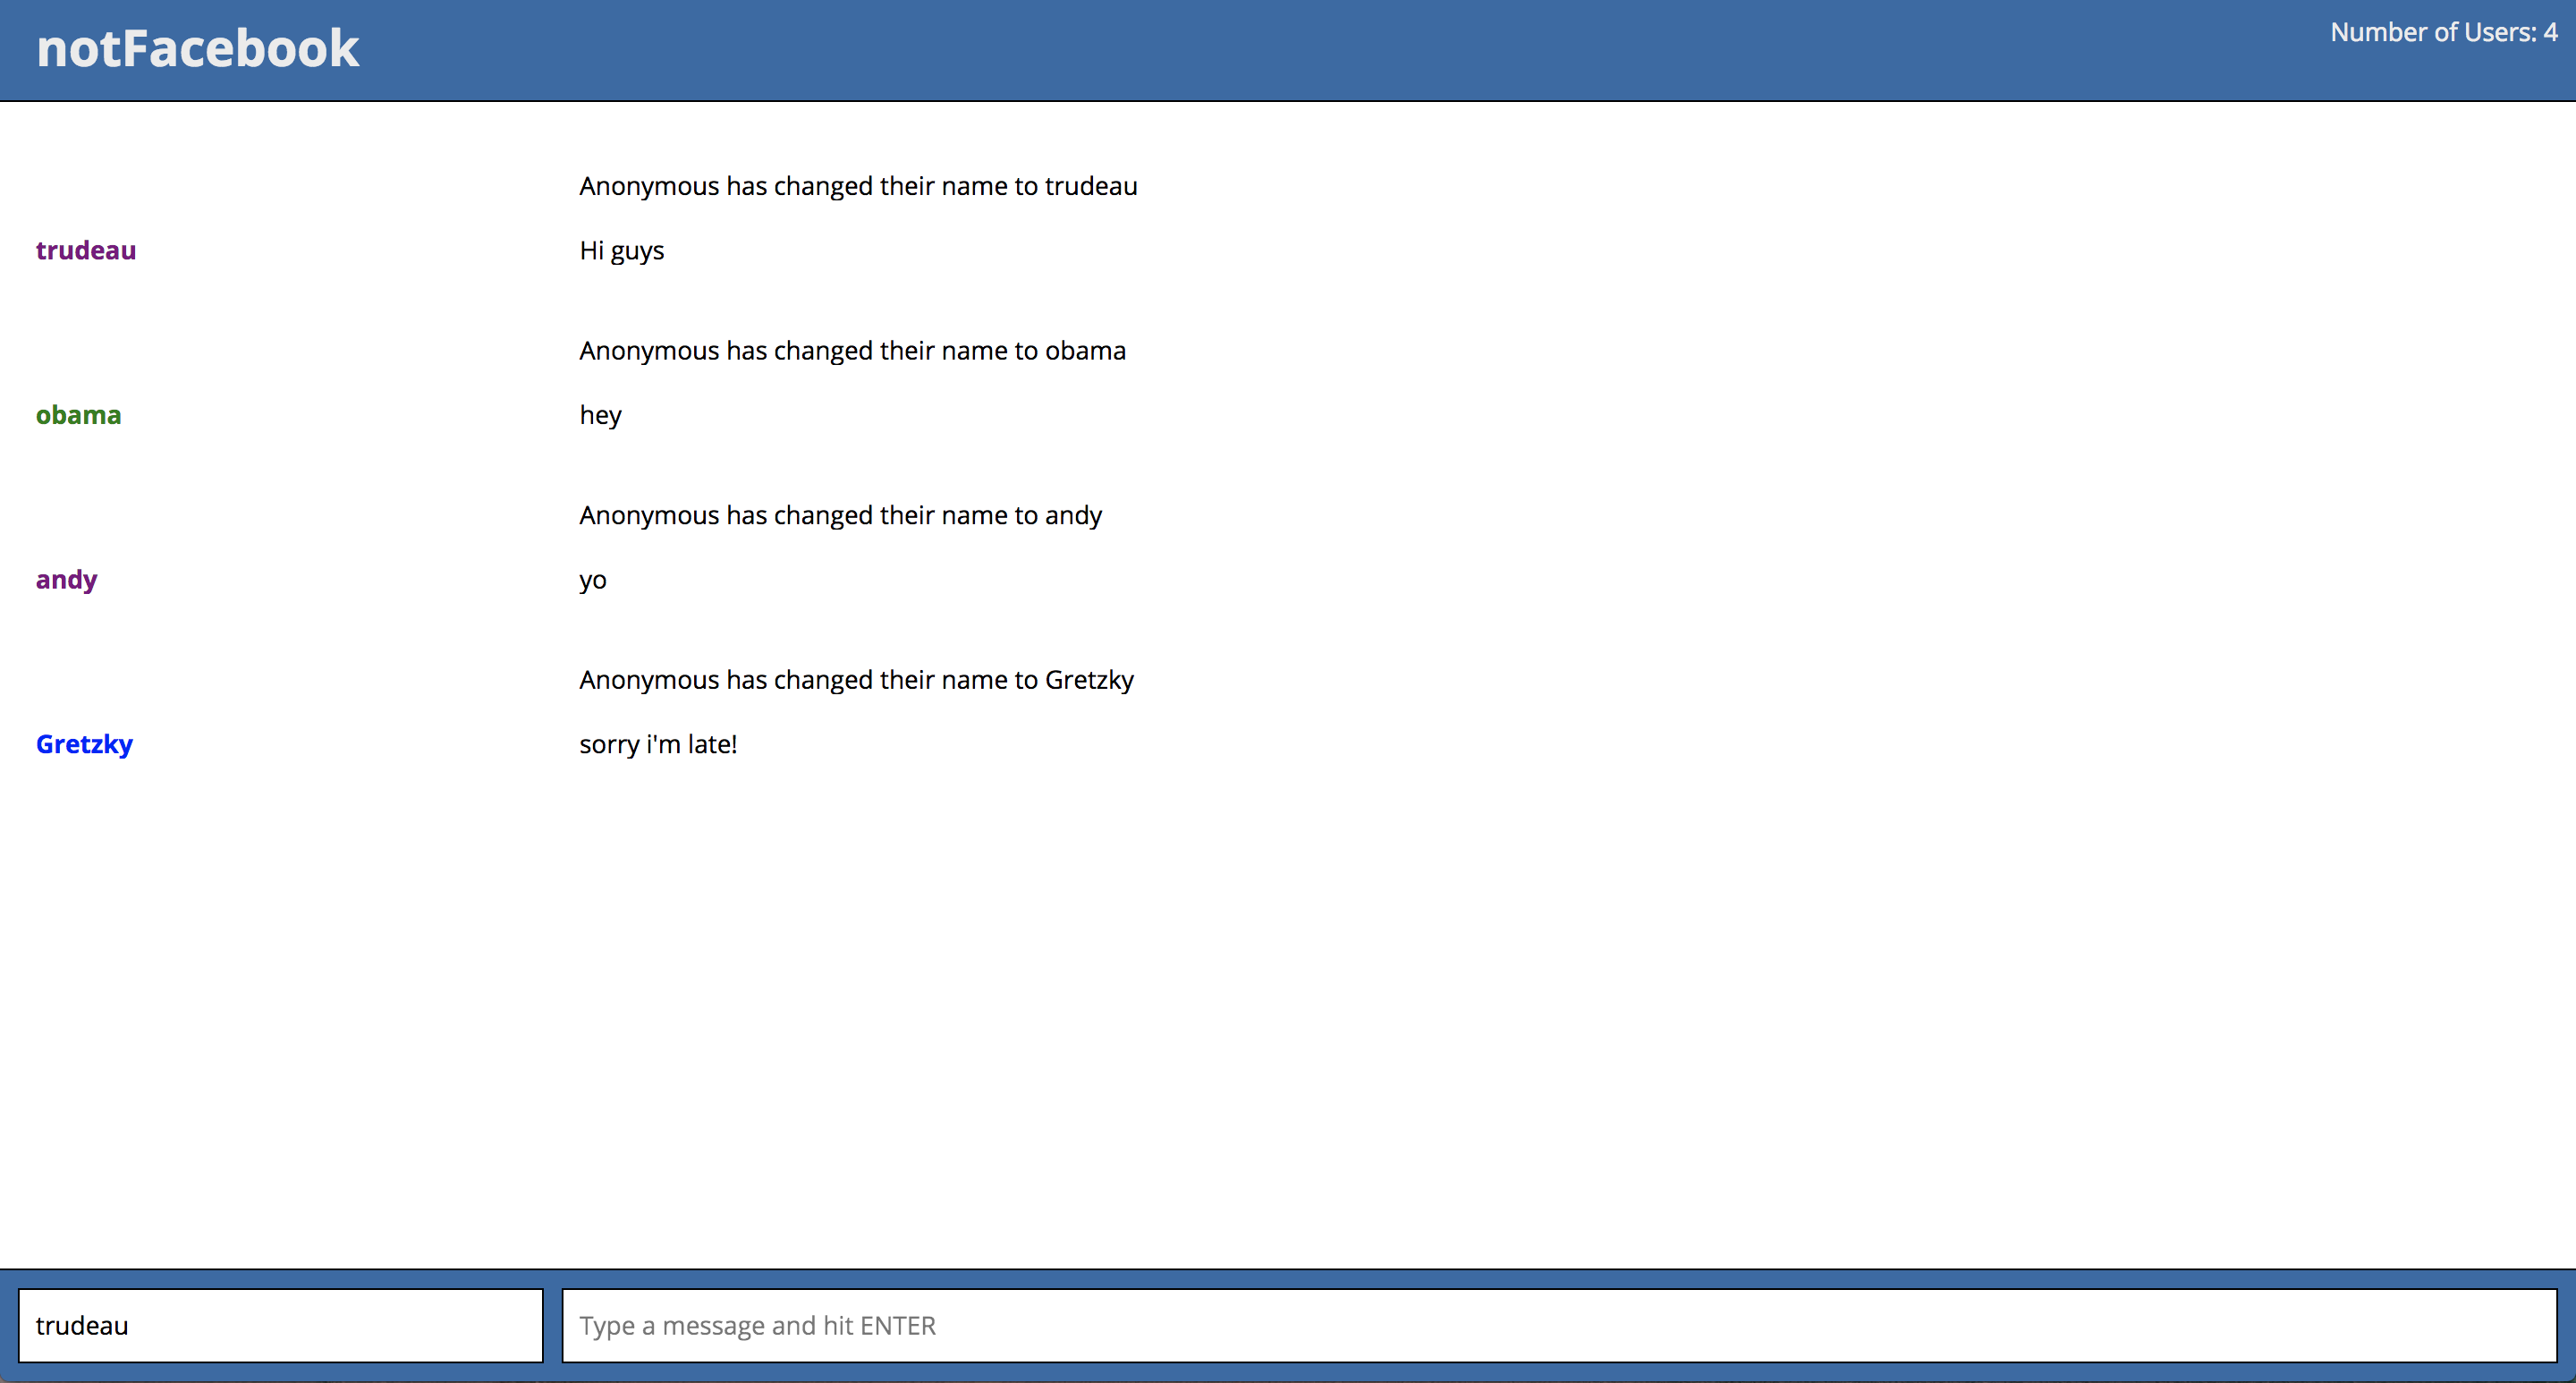 notFacebook
Number of Users: 4
Anonymous has changed their name to trudeau
trudeau Hi guys
Anonymous has changed their name to obama
obama hey
Anonymous has changed their name to andy
andy yo
Anonymous has changed their name to Gretzky
Gretzky sorry i'm late!
trudeau Type a message and hit ENTER